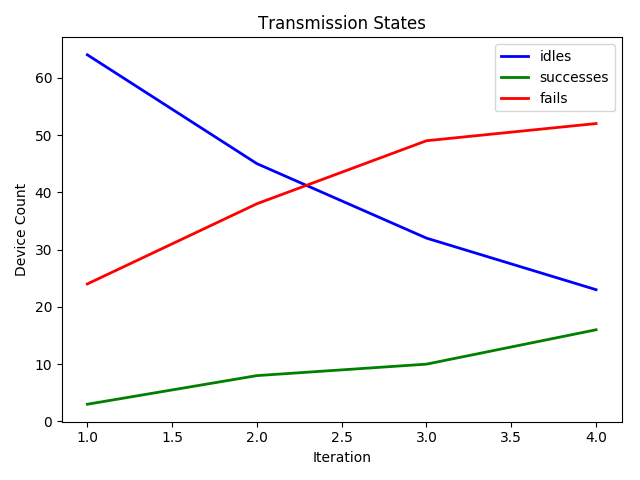 Transmission States
idles
successes
fails
Device Count
60
50
40
30
20
10
0
1.0 1.5 2.0 2.5 3.0 3.5 4.0
Iteration